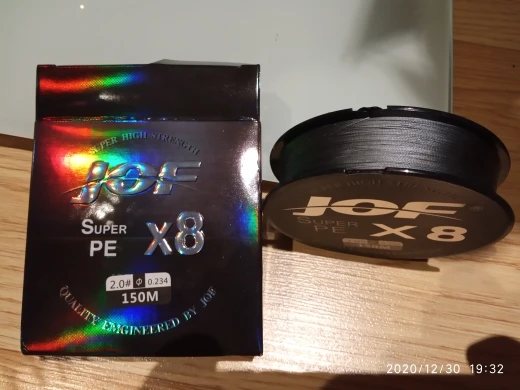 SUPER HIGH STRENGTH
JOF
SUPER
PE
X8
2.0# Φ 0.234
150M
QUALITY EMGINEERED BY JOF
JOF
SUPER
PE
X8
2020/12/30 19:32